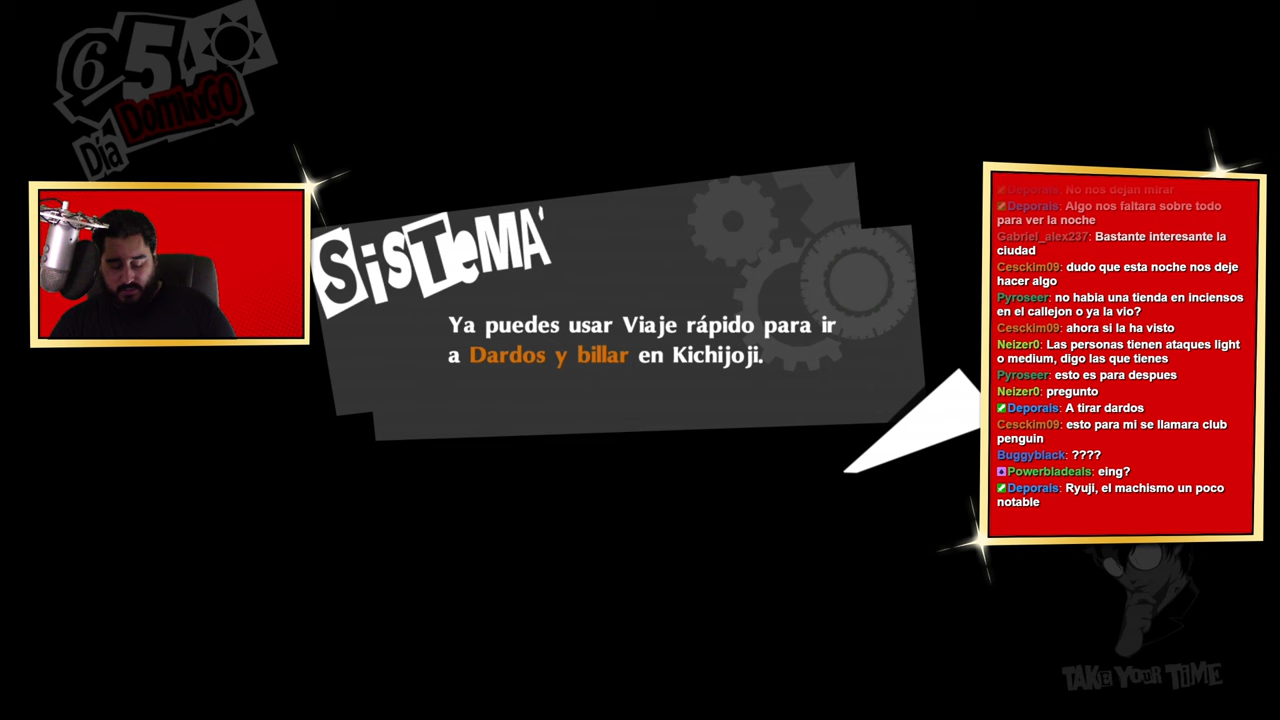 6/5
DOMINGO
Día
SiSTeMA
Ya puedes usar Viaje rápido para ir
a Dardos y billar en Kichijoji.
Deporais: No nos dejan mirar
Deporais: Algo nos faltara sobre todo
para ver la noche
Gabriel_alex237: Bastante interesante la
ciudad
Cesckim09: dudo que esta noche nos deje
hacer algo
Pyroseer: no habia una tienda en inciensos
en el callejon o ya la vio?
Cesckim09: ahora si la ha visto
Neizer0: Las personas tienen ataques light
o medium, digo las que tienes
Pyroseer: esto es para despues
Neizer0: pregunto
Deporais: A tirar dardos
Cesckim09: esto para mi se llamara club
penguin
Buggyblack: ????
Powerbladeals: eing?
Deporais: Ryuji, el machismo un poco
notable
TAKE YOUR TiME